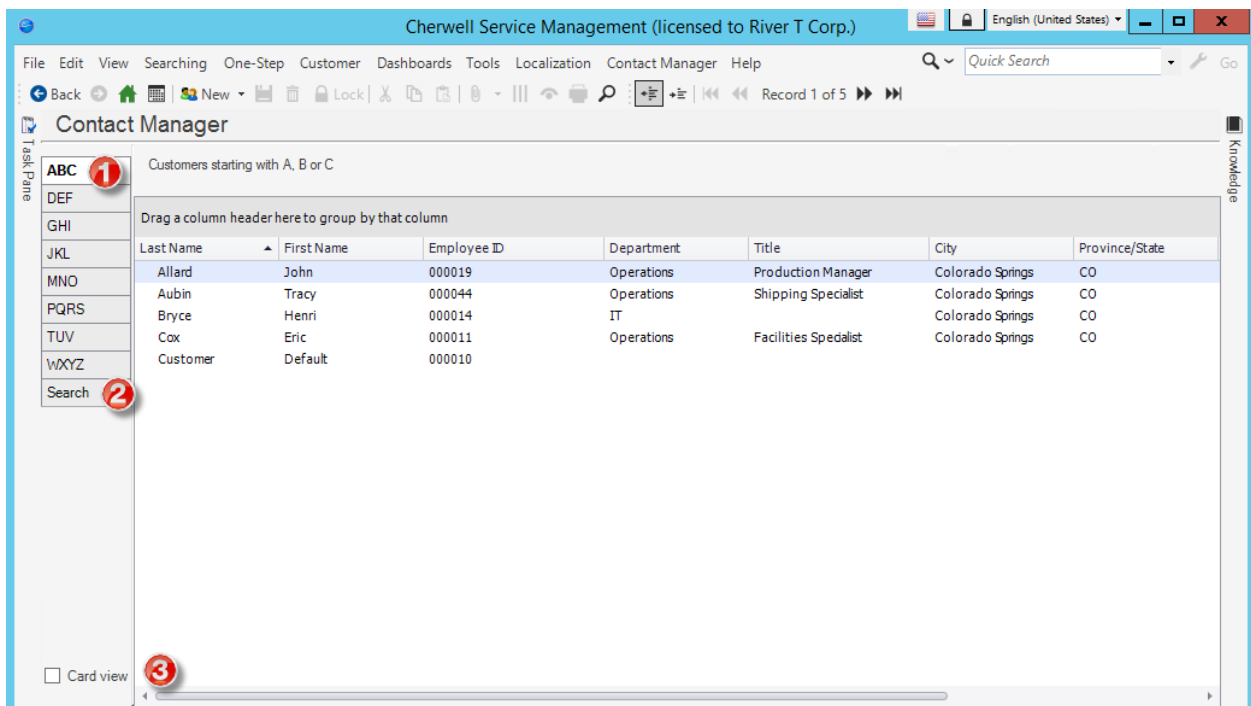 Cherwell Service Management (licensed to River T Corp.)
English (United States)
File Edit View Searching One-Step Customer Dashboards Tools Localization Contact Manager Help
Quick Search
Go
Back New Lock Record 1 of 5
Task Pane
Contact Manager
Knowledge
ABC 1
DEF
GHI
JKL
MNO
PQRS
TUV
WXYZ
Search 2
Customers starting with A, B or C
Drag a column header here to group by that column
Last Name First Name Employee ID Department Title City Province/State
Allard John 000019 Operations Production Manager Colorado Springs CO
Aubin Tracy 000044 Operations Shipping Specialist Colorado Springs CO
Bryce Henri 000014 IT Colorado Springs CO
Cox Eric 000011 Operations Facilities Specialist Colorado Springs CO
Customer Default 000010
Card view 3